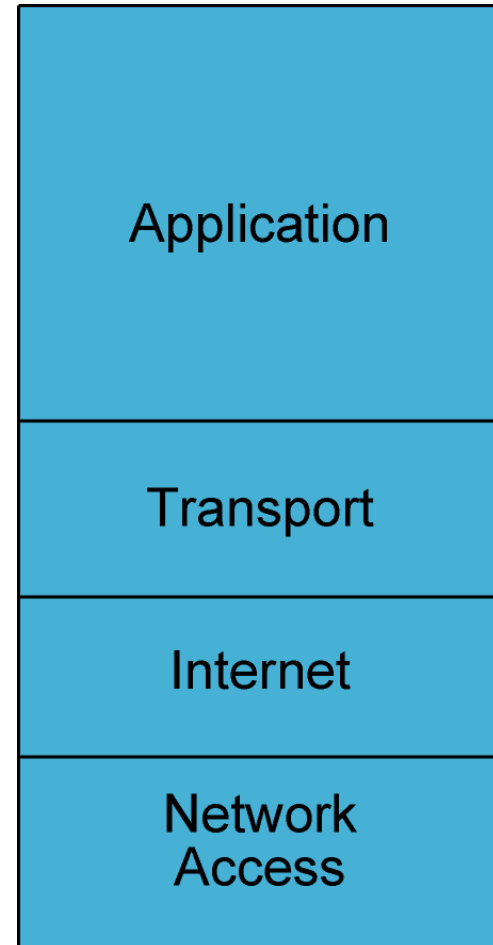 Application
Transport
Internet
Network
Access